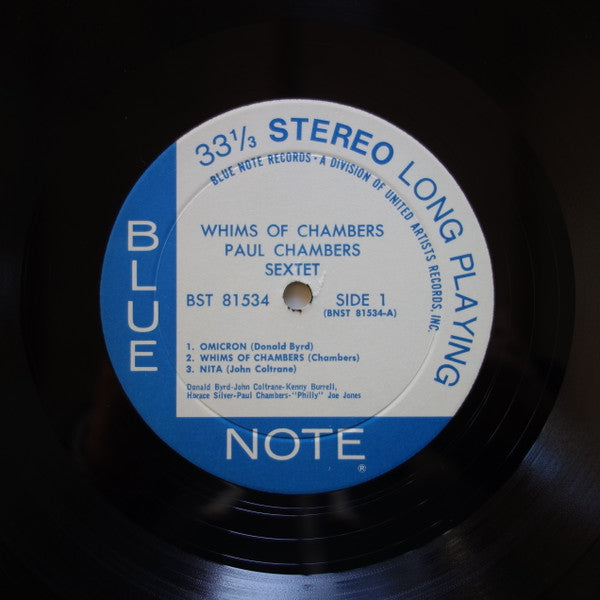 33⅓ STEREO LONG PLAYING
BLUE NOTE RECORDS • A DIVISION OF UNITED ARTISTS RECORDS, INC.
WHIMS OF CHAMBERS
PAUL CHAMBERS
SEXTET
BST 81534 SIDE 1
(BNST 81534-A)
1. OMICRON (Donald Byrd)
2. WHIMS OF CHAMBERS (Chambers)
3. NITA (John Coltrane)
Donald Byrd-John Coltrane-Kenny Burrell,
Horace Silver-Paul Chambers-"Philly" Joe Jones
BLUE
NOTE®